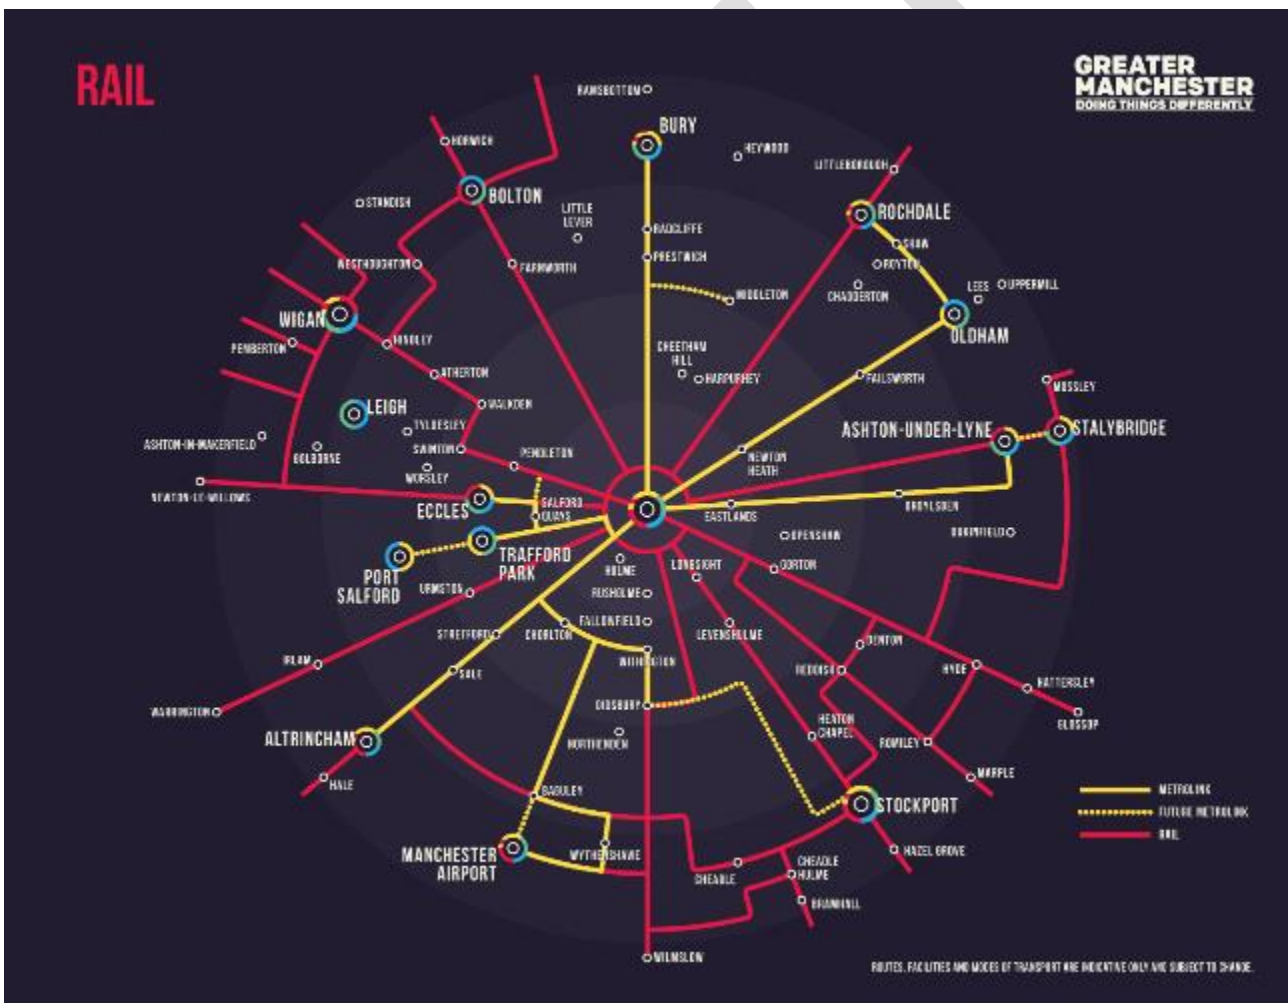 RAIL
GREATER
MANCHESTER
DOING THINGS DIFFERENTLY
RAMSBOTTOM
BURY
HORWICH
HEYWOOD
LITTLEBOROUGH
BOLTON
STANDISH
LITTLE
LEVER
ROCHDALE
RADCLIFFE
SHAW
PRESTWICH
WESTHOUGHTON
FARNWORTH
ROYTON
CHADDERTON
LEES
UPPERMILL
MIDDLETON
WIGAN
OLDHAM
PEMBERTON
HINDLEY
CHEETHAM
HILL
HARPURHEY
ATHERTON
FAILSWORTH
MOSSLEY
LEIGH
WALKDEN
TYLDESLEY
ASHTON-UNDER-LYNE
STALYBRIDGE
ASHTON-IN-MAKERFIELD
GOLBORNE
SWINTON
PENDLETON
NEWTON
HEATH
WORSLEY
NEWTON-LE-WILLOWS
ECCLES
SALFORD
QUAYS
EASTLANDS
DROYLSDEN
DUKINFIELD
OPENSHAW
TRAFFORD
PARK
HULME
LONGSIGHT
GORTON
PORT
SALFORD
URMSTON
RUSHOLME
STRETFORD
CHORLTON
FALLOWFIELD
LEVENSHULME
DENTON
IRLAM
SALE
WITHINGTON
REDDISH
HYDE
HATTERSLEY
WARRINGTON
DIDSBURY
GLOSSOP
ALTRINCHAM
NORTHENDEN
HEATON
CHAPEL
ROMILEY
HALE
MARPLE
BAGULEY
STOCKPORT
METROLINK
FUTURE METROLINK
RAIL
MANCHESTER
AIRPORT
WYTHENSHAWE
HAZEL GROVE
CHEADLE
CHEADLE
HULME
BRAMHALL
WILMSLOW
ROUTES, FACILITIES AND MODES OF TRANSPORT ARE INDICATIVE ONLY AND SUBJECT TO CHANGE.